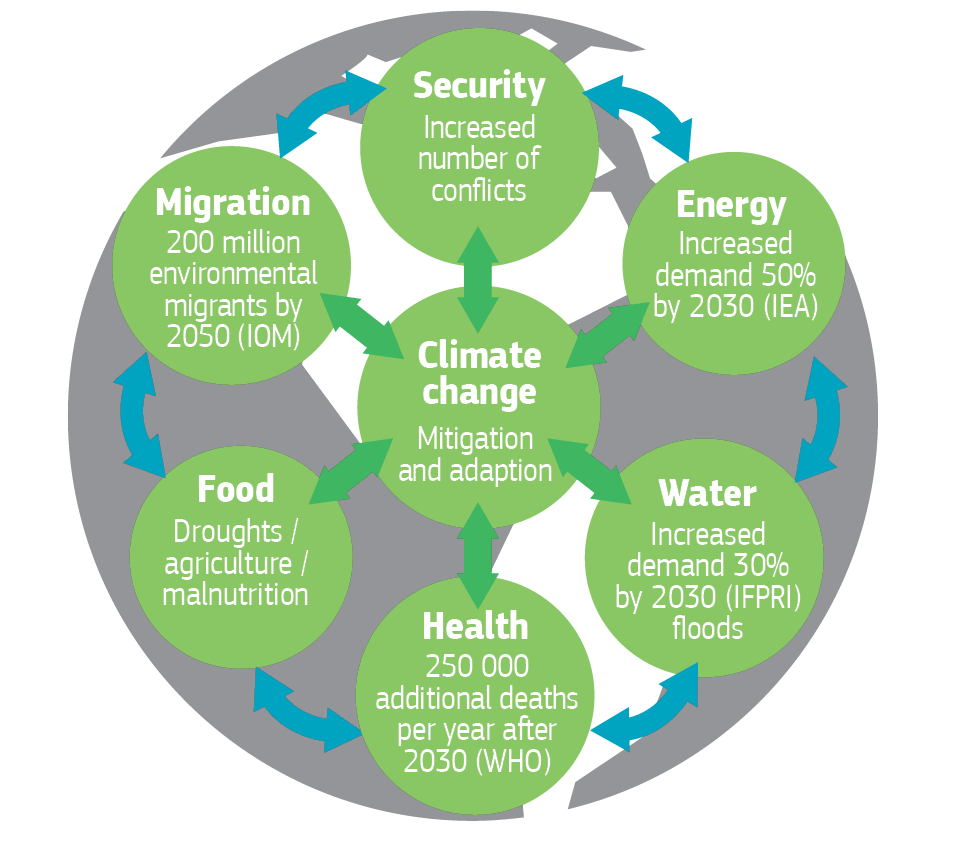 Security
Increased
number of
conflicts
Migration
200 million
environmental
migrants by
2050 (IOM)
Energy
Increased
demand 50%
by 2030 (IEA)
Climate
change
Mitigation
and adaption
Food
Droughts /
agriculture /
malnutrition
Water
Increased
demand 30%
by 2030 (IFPRI)
floods
Health
250 000
additional deaths
per year after
2030 (WHO)